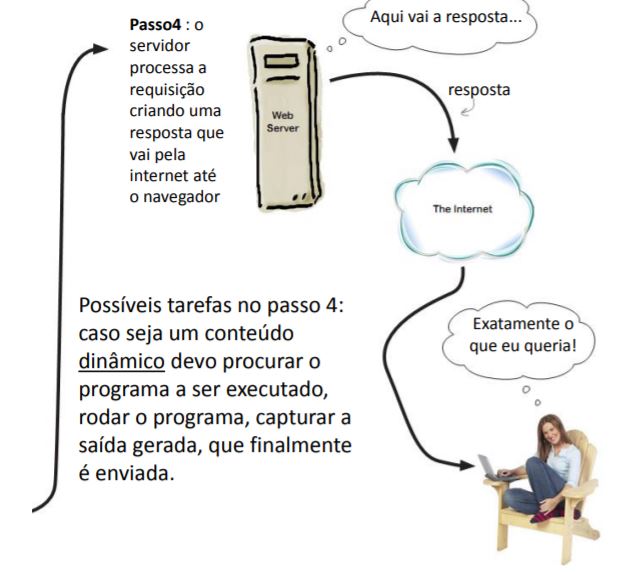 Passo4 : o
servidor
processa a
requisição
criando uma
resposta que
vai pela
internet até
o navegador
Web
Server
Aqui vai a resposta...
resposta
The Internet
Possíveis tarefas no passo 4:
caso seja um conteúdo
dinâmico devo procurar o
programa a ser executado,
rodar o programa, capturar a
saída gerada, que finalmente
é enviada.
Exatamente o
que eu queria!